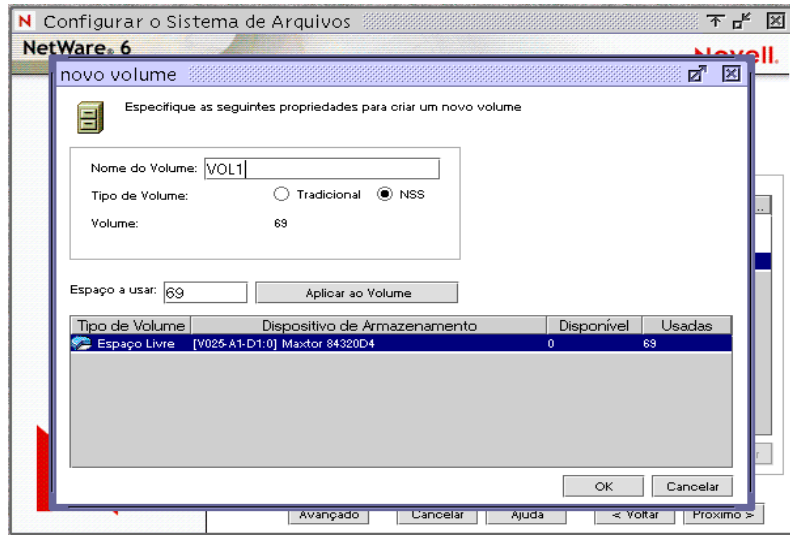 N Configurar o Sistema de Arquivos
NetWare® 6
Novell.
novo volume
Especifique as seguintes propriedades para criar um novo volume
Nome do Volume: VOL1
Tipo de Volume: Tradicional NSS
Volume: 69
Espaço a usar: 69 Aplicar ao Volume
Tipo de Volume Dispositivo de Armazenamento Disponível Usadas
Espaço Livre [V025-A1-D1:0] Maxtor 84320D4 0 69
OK Cancelar
Avançado Cancelar Ajuda < Voltar Próximo >